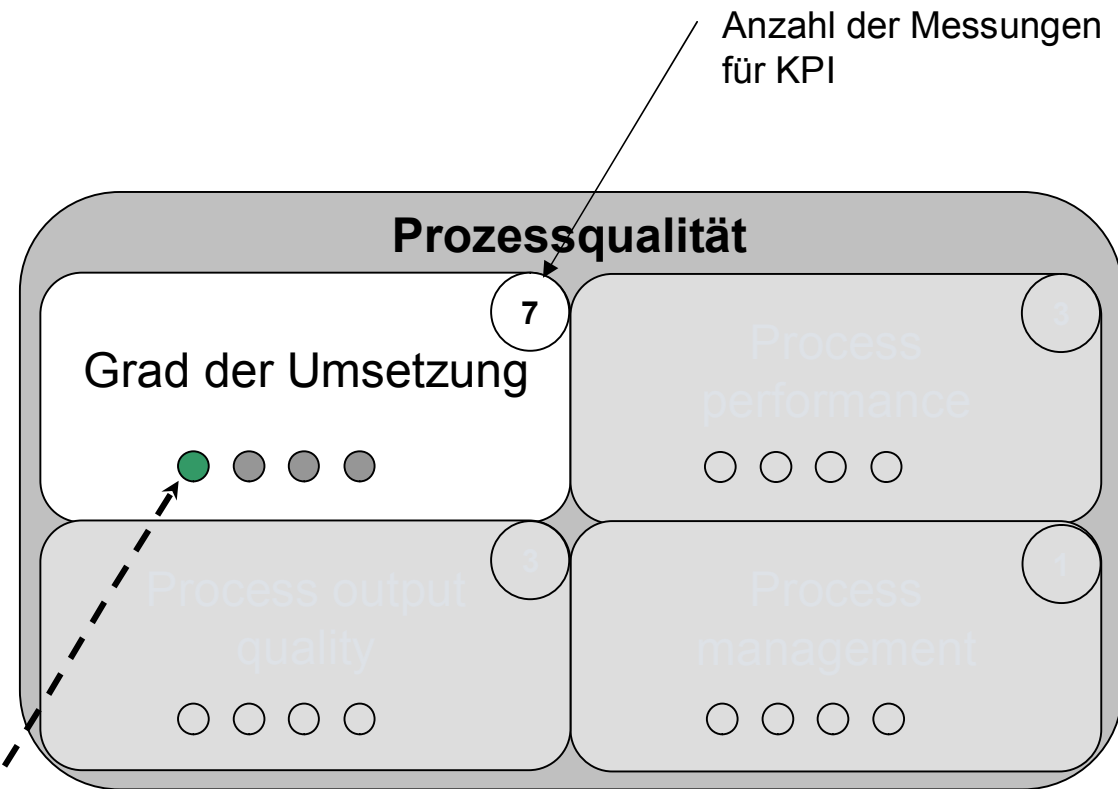 Anzahl der Messungen
für KPI
Prozessqualität
7
Grad der Umsetzung
3
Process
performance
3
Process output
quality
1
Process
management